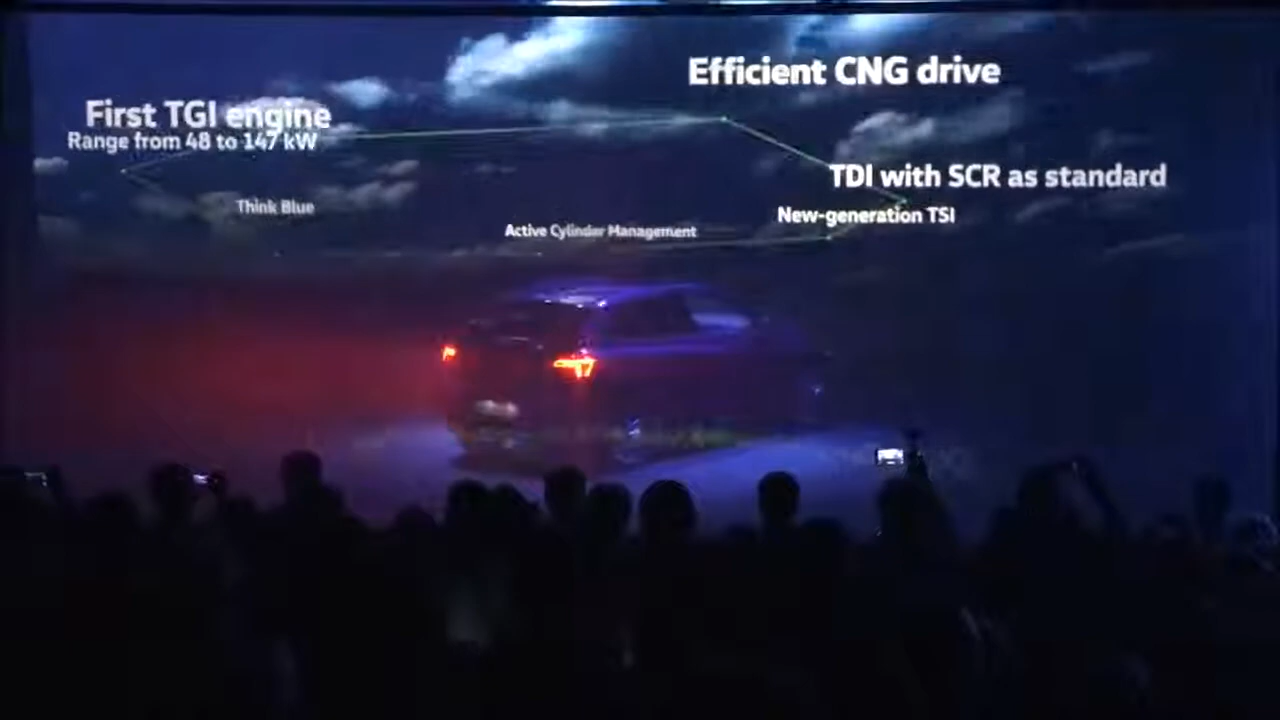 Efficient CNG drive
First TGI engine
Range from 48 to 147 kW
TDI with SCR as standard
Think Blue
New-generation TSI
Active Cylinder Management